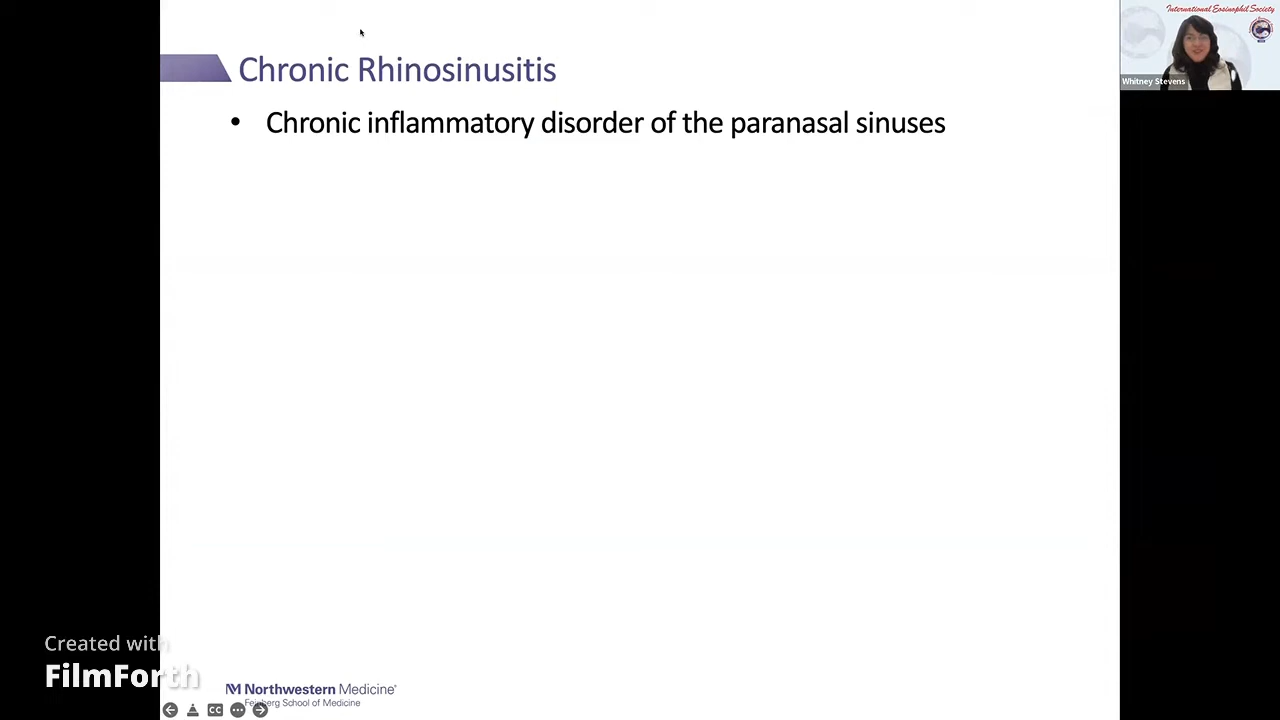 International Eosinophil Society
Whitney Stevens
Chronic Rhinosinusitis
• Chronic inflammatory disorder of the paranasal sinuses
Created with
FilmForth
Northwestern Medicine®
Feinberg School of Medicine
CC